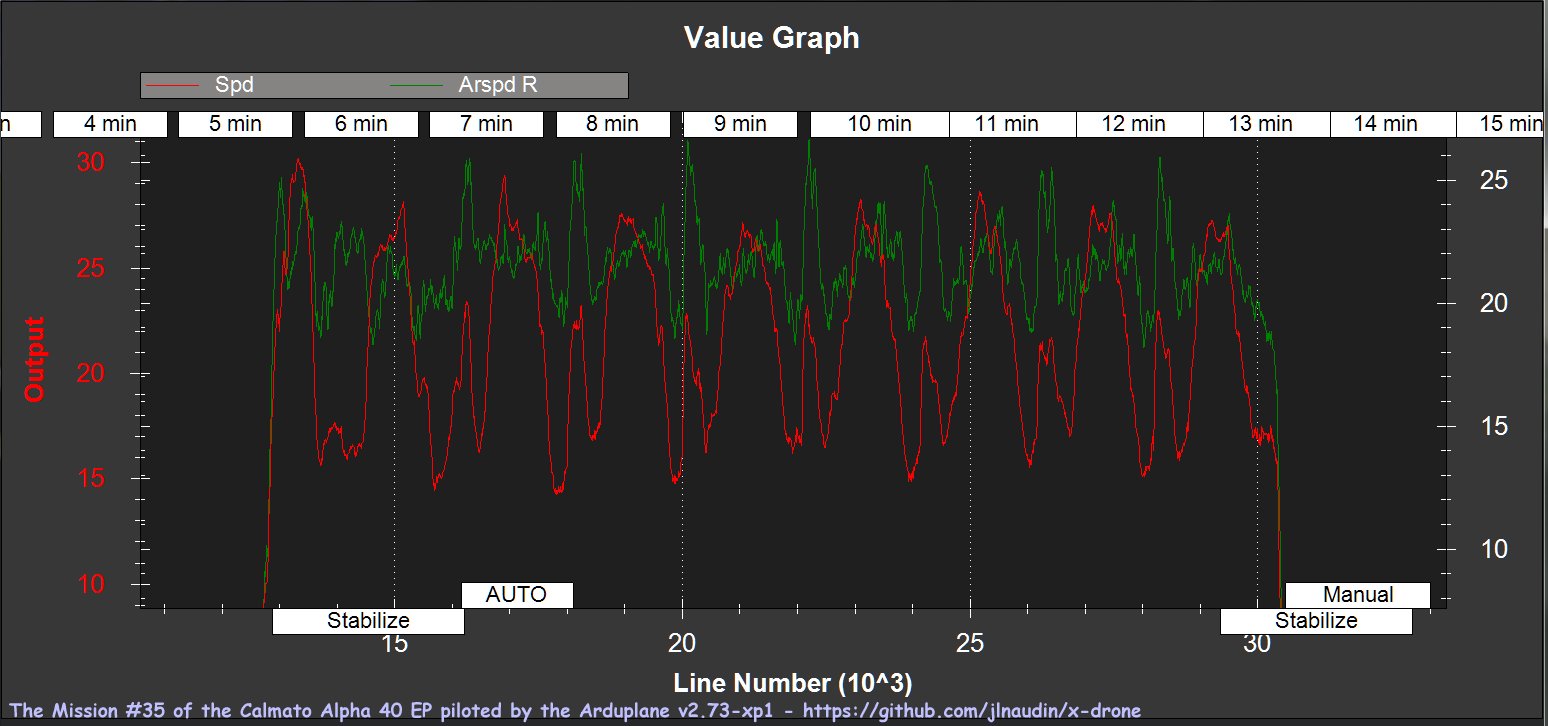 Value Graph
Spd Arspd R
n 4 min 5 min 6 min 7 min 8 min 9 min 10 min 11 min 12 min 13 min 14 min 15 min
30
25
20
15
10
Output
25
20
15
10
AUTO Manual
Stabilize Stabilize
15 20 25 30
Line Number (10^3)
The Mission #35 of the Calmato Alpha 40 EP piloted by the Arduplane v2.73-xp1 - https://github.com/jlnaudin/x-drone